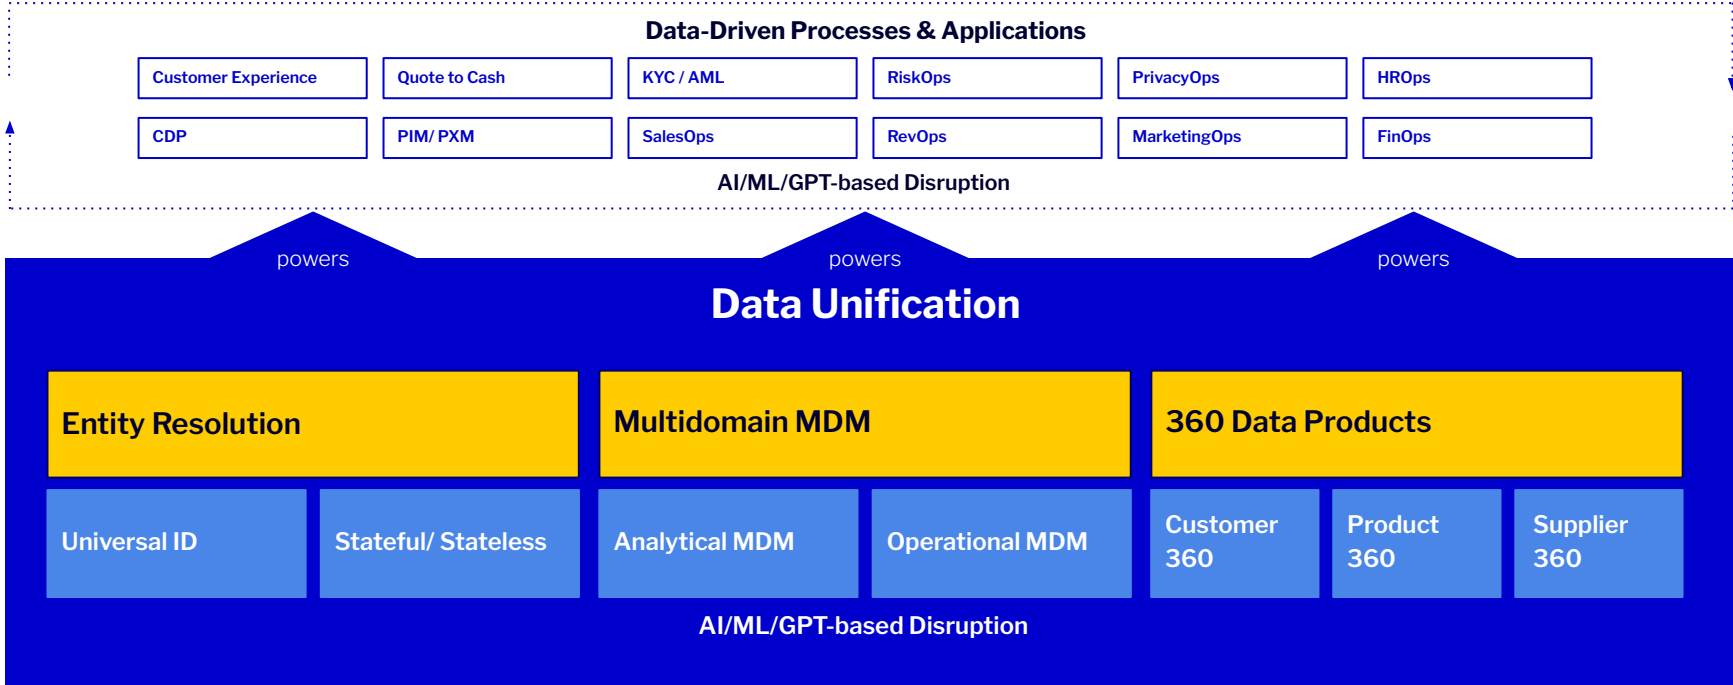 Data-Driven Processes & Applications
Customer Experience
Quote to Cash
KYC / AML
RiskOps
PrivacyOps
HROps
CDP
PIM/ PXM
SalesOps
RevOps
MarketingOps
FinOps
AI/ML/GPT-based Disruption
powers
powers
powers
Data Unification
Entity Resolution
Multidomain MDM
360 Data Products
Universal ID
Stateful/ Stateless
Analytical MDM
Operational MDM
Customer
360
Product
360
Supplier
360
AI/ML/GPT-based Disruption